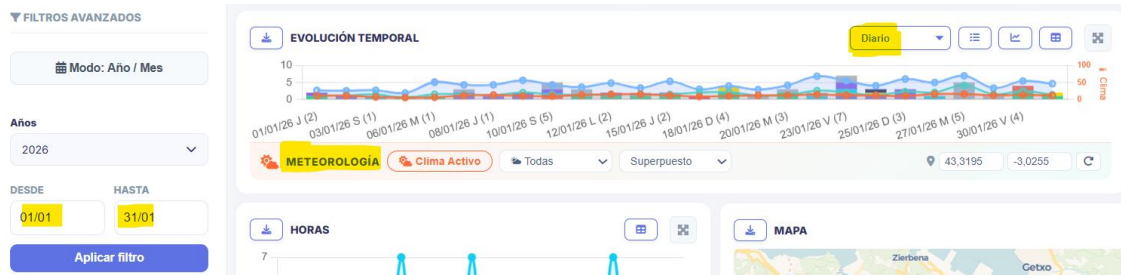 FILTROS AVANZADOS
Modo: Año / Mes
Años
2026
DESDE HASTA
01/01 31/01
Aplicar filtro
EVOLUCIÓN TEMPORAL
Diario
10
5
0
100
50
0
Clima
01/01/26 J (2)
03/01/26 S (1)
06/01/26 M (1)
08/01/26 J (1)
10/01/26 S (5)
12/01/26 L (2)
15/01/26 J (2)
18/01/26 D (4)
20/01/26 M (3)
23/01/26 V (7)
25/01/26 D (3)
27/01/26 M (5)
30/01/26 V (4)
METEOROLOGÍA Clima Activo Todas Superpuesto 43,3195 -3,0255
HORAS
7
MAPA
Zierbena
Getxo